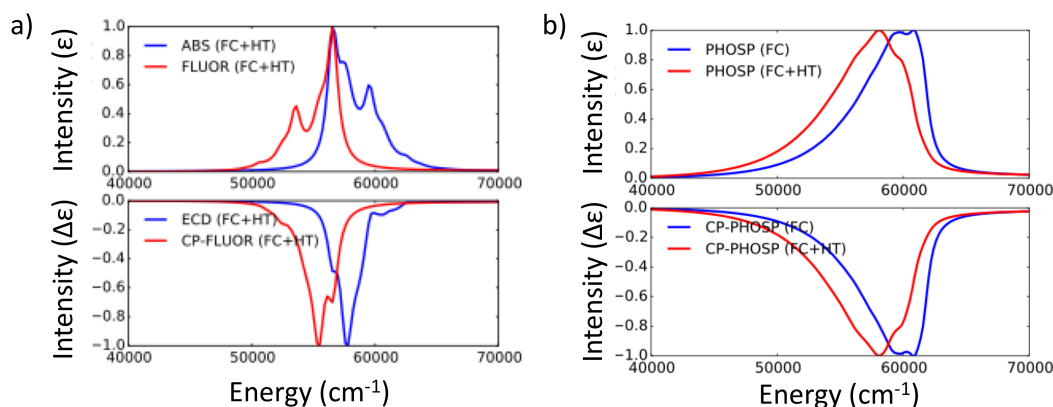 a)
Intensity (ε)
1.0
0.8
0.6
0.4
0.2
0.0
ABS (FC+HT)
FLUOR (FC+HT)
40000 50000 60000 70000
Intensity (Δε)
−0.2
−0.4
−0.6
−0.8
−1.0
ECD (FC+HT)
CP-FLUOR (FC+HT)
40000 50000 60000 70000
Energy (cm⁻¹)
b)
Intensity (ε)
1.0
0.8
0.6
0.4
0.2
0.0
PHOSP (FC)
PHOSP (FC+HT)
40000 50000 60000 70000
Intensity (Δε)
0.0
−0.2
−0.4
−0.6
−0.8
−1.0
CP-PHOSP (FC)
CP-PHOSP (FC+HT)
40000 50000 60000 70000
Energy (cm⁻¹)